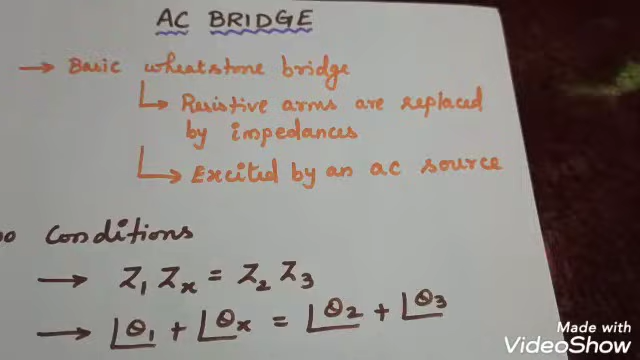 AC BRIDGE
→ Basic wheatstone bridge
↳ Resistive arms are replaced
by impedances
↳ Excited by an ac source
Conditions
→ Z₁ Zₓ = Z₂ Z₃
→ ∠θ₁ + ∠θₓ = ∠θ₂ + ∠θ₃
Made with
VideoShow